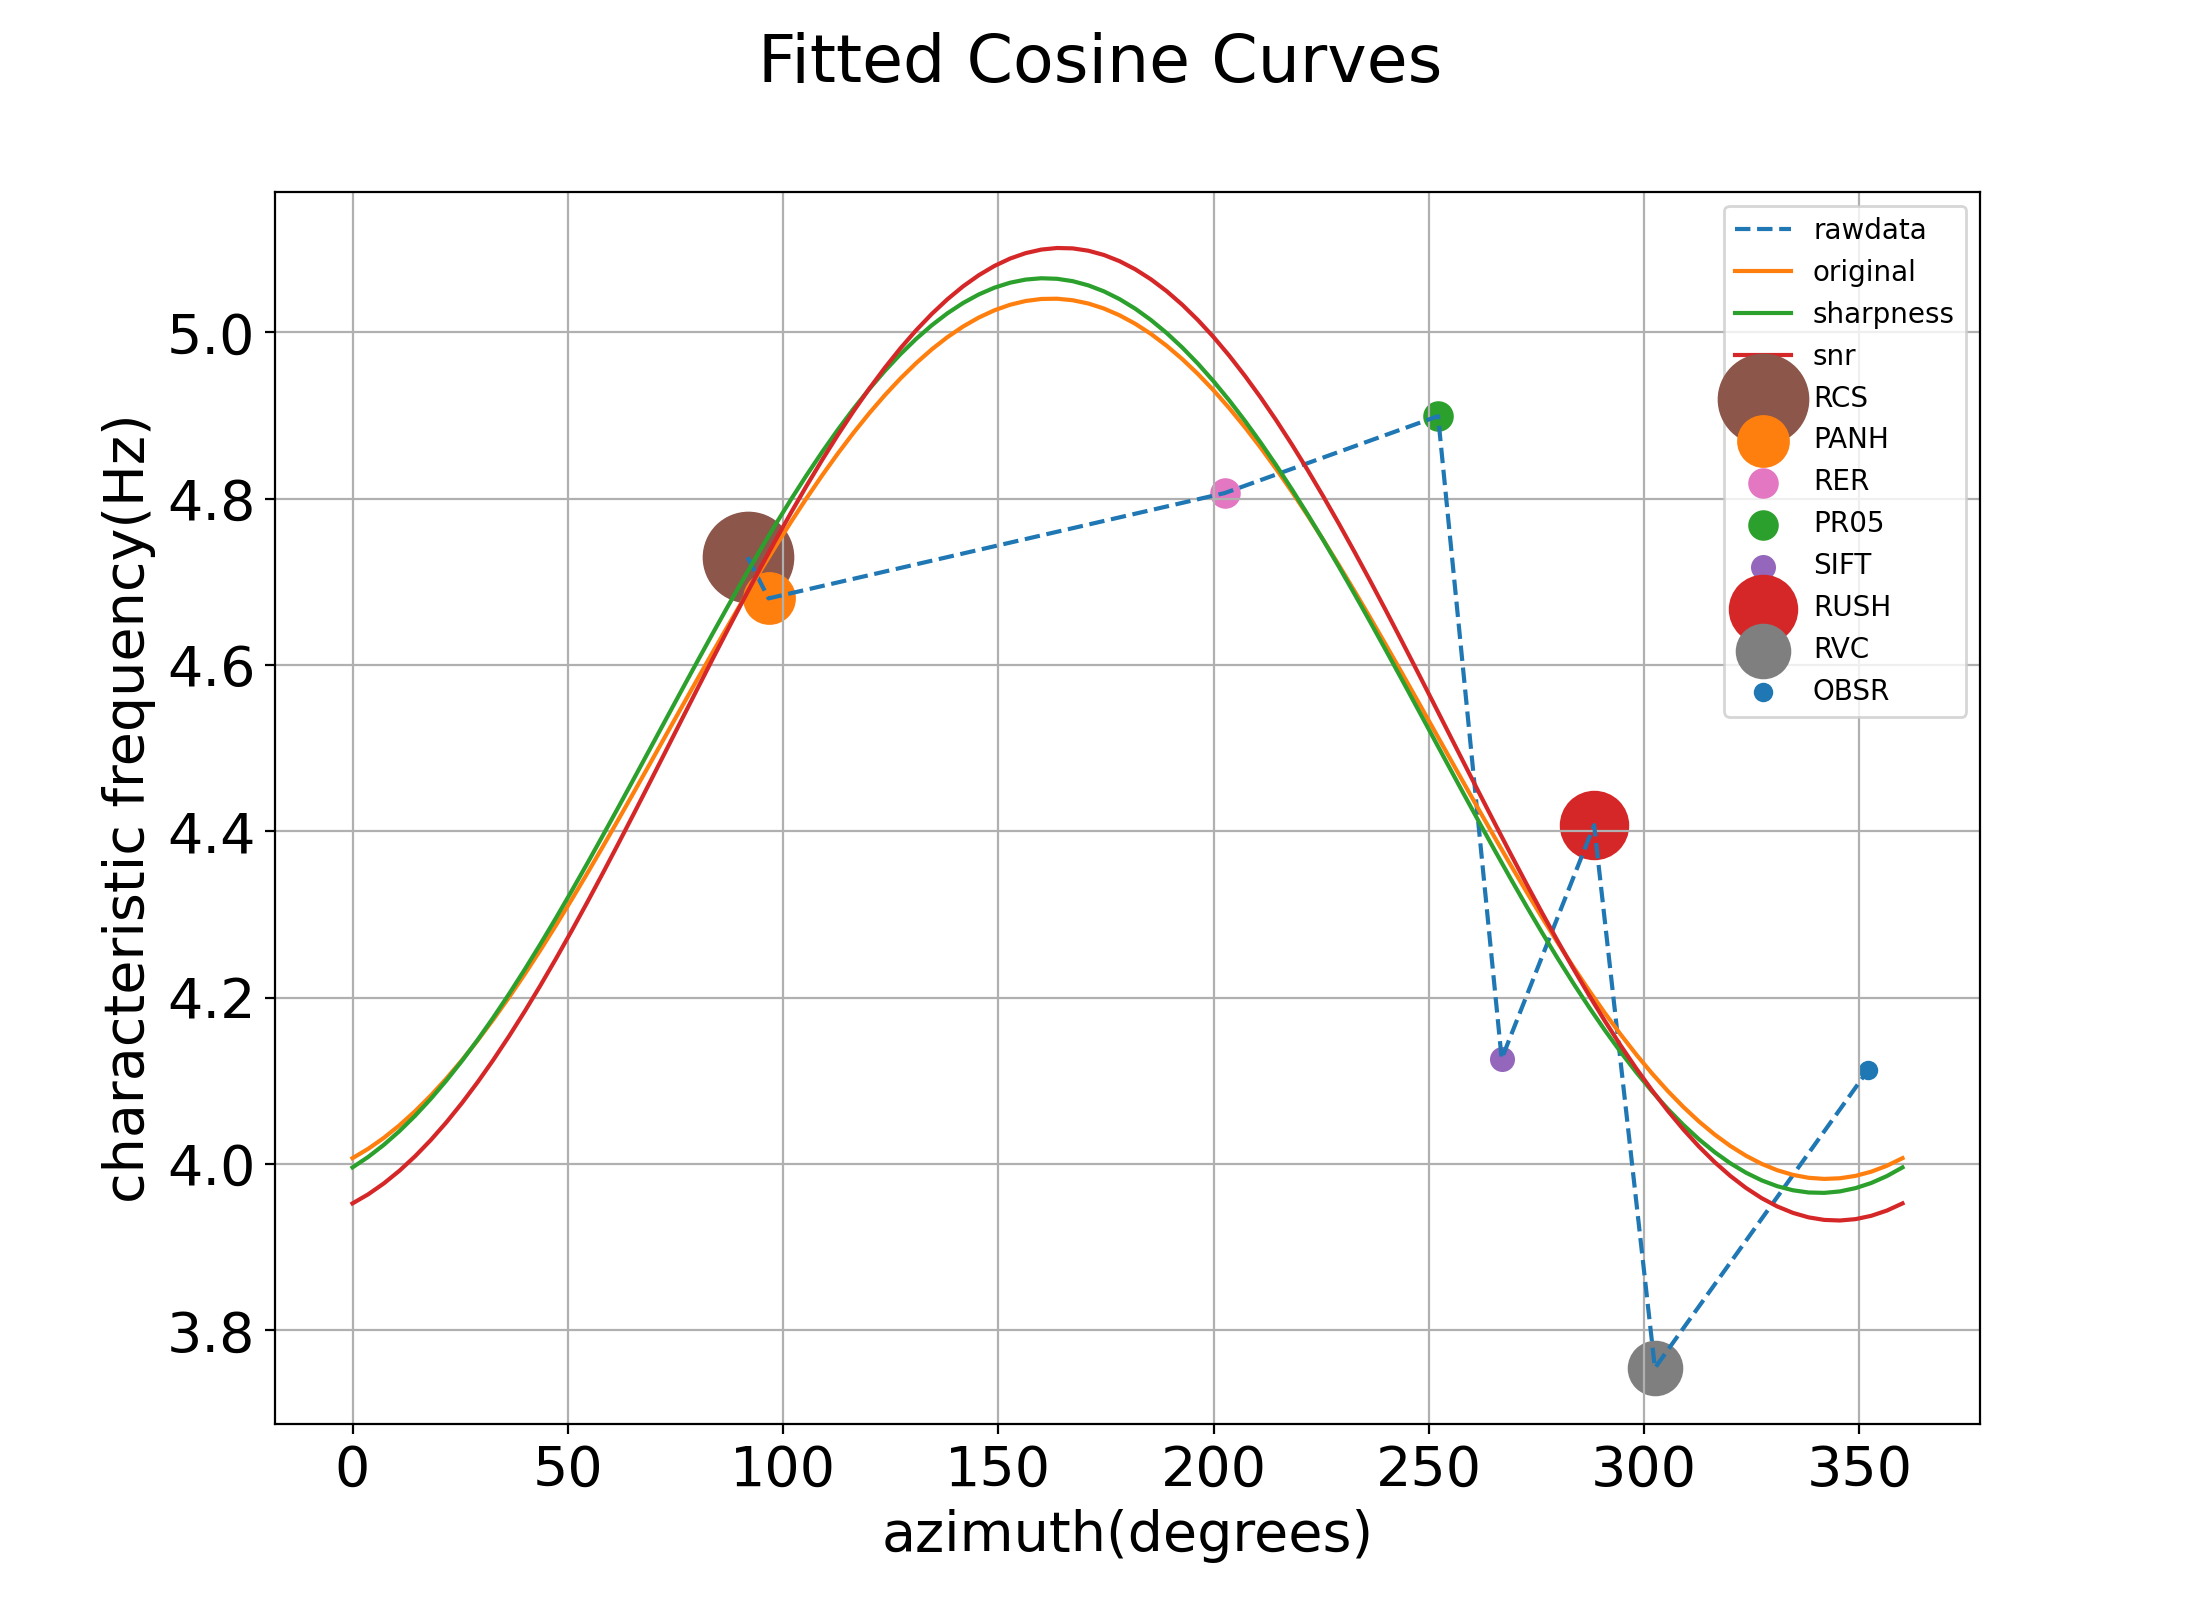 Fitted Cosine Curves
rawdata
original
sharpness
snr
RCS
PANH
RER
PR05
SIFT
RUSH
RVC
OBSR
characteristic frequency(Hz)
5.0
4.8
4.6
4.4
4.2
4.0
3.8
0 50 100 150 200 250 300 350
azimuth(degrees)